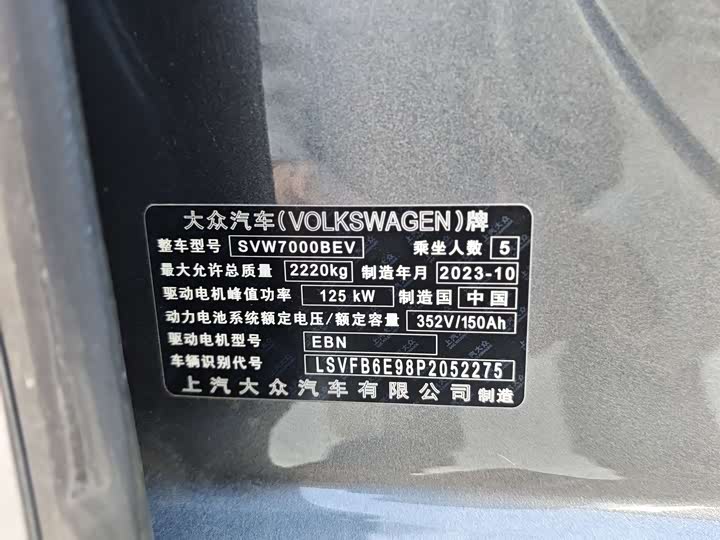 大众汽车(VOLKSWAGEN)牌
整车型号 SVW7000BEV 乘坐人数 5
最大允许总质量 2220kg 制造年月 2023-10
驱动电机峰值功率 125 kW 制造国 中国
动力电池系统额定电压/额定容量 352V/150Ah
驱动电机型号 EBN
车辆识别代号 LSVFB6E98P2052275
上汽大众汽车有限公司 制造